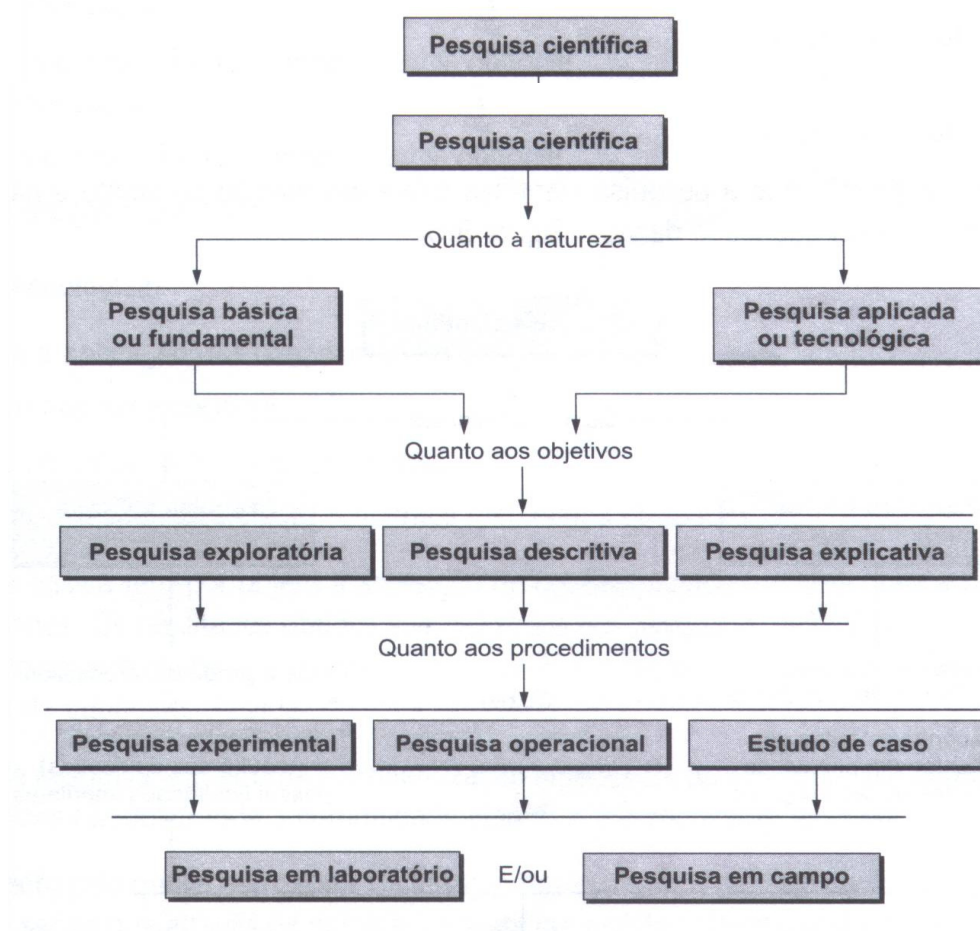 Pesquisa científica
Pesquisa científica
Quanto à natureza
Pesquisa básica
ou fundamental
Pesquisa aplicada
ou tecnológica
Quanto aos objetivos
Pesquisa exploratória
Pesquisa descritiva
Pesquisa explicativa
Quanto aos procedimentos
Pesquisa experimental
Pesquisa operacional
Estudo de caso
Pesquisa em laboratório
E/ou
Pesquisa em campo